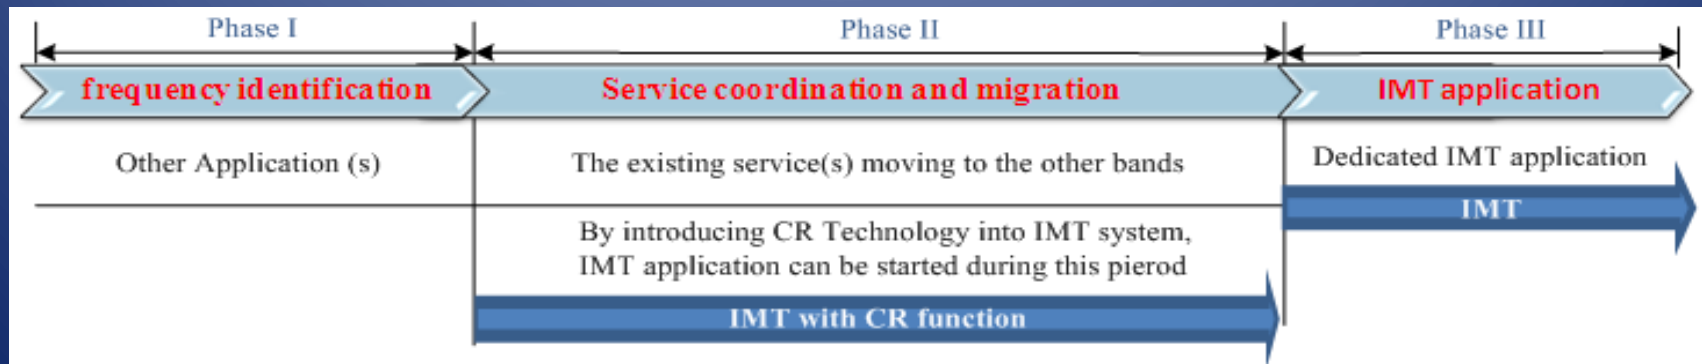 Phase I
Phase II
Phase III
frequency identification
Service coordination and migration
IMT application
Other Application (s)
The existing service(s) moving to the other bands
Dedicated IMT application
IMT
By introducing CR Technology into IMT system,
IMT application can be started during this pierod
IMT with CR function